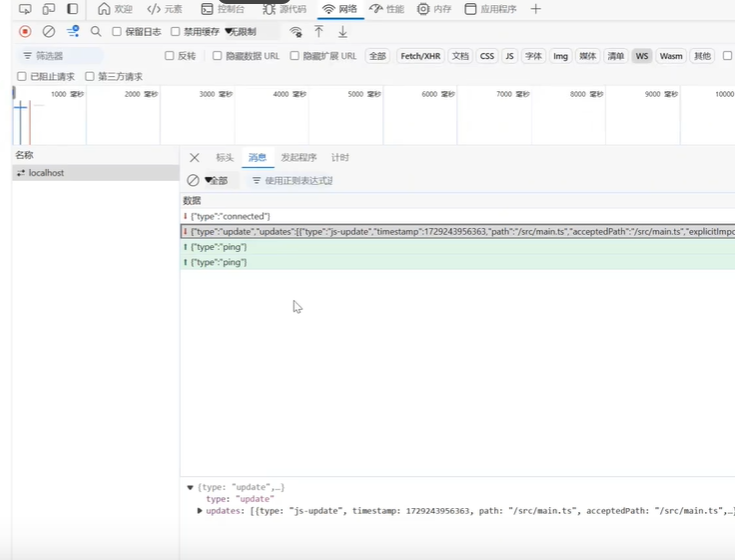 欢迎 元素 控制台 源代码 网络 性能 内存 应用程序
保留日志 禁用缓存 无限制
筛选器 反转 隐藏数据 URL 隐藏扩展 URL 全部 Fetch/XHR 文档 CSS JS 字体 Img 媒体 清单 WS Wasm 其他
已阻止请求 第三方请求
1000 毫秒 2000 毫秒 3000 毫秒 4000 毫秒 5000 毫秒 6000 毫秒 7000 毫秒 8000 毫秒 9000 毫秒 10000
名称 标头 消息 发起程序 计时
localhost
全部 使用正则表达式
数据
{"type":"connected"}
{"type":"update","updates":[{"type":"js-update","timestamp":1729243956363,"path":"/src/main.ts","acceptedPath":"/src/main.ts","explicitImpo
{"type":"ping"}
{"type":"ping"}
{type: "update",…}
type: "update"
updates: [{type: "js-update", timestamp: 1729243956363, path: "/src/main.ts", acceptedPath: "/src/main.ts",…}